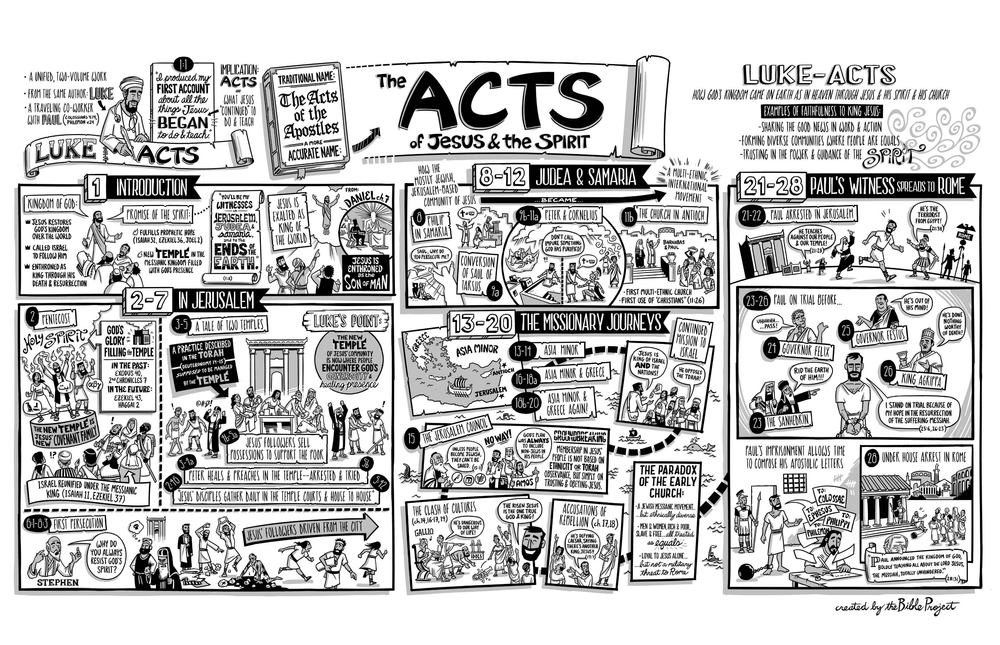 • A UNIFIED, TWO-VOLUME WORK
• FROM THE SAME AUTHOR: LUKE
• A TRAVELING CO-WORKER
WITH PAUL (COLOSSIANS 4:14,
PHILEMON v.24)
LUKE ACTS
1:1
"I produced my
FIRST ACCOUNT
about all the
things Jesus
BEGAN
to do & teach."
IMPLICATION:
ACTS
=
WHAT JESUS
"CONTINUED" TO
DO & TEACH
TRADITIONAL NAME:
The Acts
of the
Apostles
A MORE
ACCURATE NAME:
The ACTS
of JESUS & the SPIRIT
LUKE-ACTS
HOW GOD'S KINGDOM CAME ON EARTH AS IN HEAVEN THROUGH JESUS & HIS SPIRIT & HIS CHURCH
EXAMPLES OF FAITHFULNESS TO KING JESUS:
-SHARING THE GOOD NEWS IN WORD & ACTION
-FORMING DIVERSE COMMUNITIES WHERE PEOPLE ARE EQUALS
-TRUSTING IN THE POWER & GUIDANCE OF THE SPIRIT
1 INTRODUCTION
KINGDOM OF GOD:
JESUS RESTORES
GOD'S KINGDOM
OVER THE WORLD
CALLED ISRAEL
TO FOLLOW HIM
ENTHRONED AS
KING THROUGH HIS
DEATH & RESURRECTION
PROMISE OF THE SPIRIT:
FULFILLS PROPHETIC HOPE
(ISAIAH 32, EZEKIEL 36, JOEL 2)
NEW TEMPLE IN THE
MESSIANIC KINGDOM FILLED
WITH GOD'S PRESENCE
"YOU'LL BE MY
WITNESSES
in
JERUSALEM,
JUDEA &
samaria,
and to the
ENDS OF THE
EARTH."
(1:8)
JESUS IS
EXALTED AS
KING OF
THE WORLD
FROM:
DANIEL ch.7
JESUS IS
ENTHRONED
as the
SON OF MAN
2-7 IN JERUSALEM
2 PENTECOST
HOLY SPIRIT
αβγ
GOD'S
GLORY
FILLING the TEMPLE
IN THE PAST:
EXODUS 40,
2nd CHRONICLES 7
IN THE FUTURE:
EZEKIEL 43,
HAGGAI 2
THE NEW TEMPLE IS
JESUS' NEW COVENANT FAMILY
!
!?
ISRAEL REUNIFIED UNDER THE MESSIANIC
KING (ISAIAH 11, EZEKIEL 37)
3-5 A TALE OF TWO TEMPLES
A PRACTICE DESCRIBED
IN THE TORAH
(DEUTERONOMY 14-15)
SUPPOSED TO BE MANAGED
BY THE TEMPLE
LUKE'S POINT:
THE NEW
TEMPLE
OF JESUS' COMMUNITY
IS NOW WHERE PEOPLE
ENCOUNTER GOD'S
GENEROSITY &
healing presence
!
@#$!
!
4b-5a
JESUS' FOLLOWERS SELL
POSSESSIONS TO SUPPORT THE POOR
3-4a
5b
PETER HEALS & PREACHES IN THE TEMPLE--ARRESTED & TRIED
2:46
5:42
"JESUS' DISCIPLES GATHER DAILY IN THE TEMPLE COURTS & HOUSE TO HOUSE"
6:1-8:3 FIRST PERSECUTION
WHY DO
YOU ALWAYS
RESIST GOD'S
SPIRIT?
STEPHEN
JESUS' FOLLOWERS DRIVEN FROM THE CITY
HOW THE
MOSTLY JEWISH,
JERUSALEM-BASED
COMMUNITY OF JESUS
8-12 JUDEA & SAMARIA
...BECAME...
A MULTI-ETHNIC,
INTERNATIONAL
MOVEMENT
8 PHILIP
IN SAMARIA
SAUL, WHY DO
YOU PERSECUTE ME?
CONVERSION
OF SAUL OF
TARSUS
9a
9b-11a PETER & CORNELIUS
DON'T CALL
IMPURE SOMETHING
GOD HAS PURIFIED!
?!
11b THE CHURCH IN ANTIOCH
BARNABAS
& PAUL
• FIRST MULTI-ETHNIC CHURCH
• FIRST USE OF "CHRISTIANS" (11:26)
13-20 THE MISSIONARY JOURNEYS
GREECE
ASIA MINOR
ANTIOCH
JERUSALEM
13-14 ASIA MINOR
16-18a ASIA MINOR & GREECE
18b-20 ASIA MINOR &
GREECE AGAIN!
CONTINUED
MISSION TO
ISRAEL
JESUS IS
KING OF ISRAEL
AND THE
NATIONS!
HE OPPOSES
THE TORAH!
15 THE JERUSALEM COUNCIL
UNLESS PEOPLE
BECOME JEWISH,
THEY CAN'T BE
SAVED. (15:1)
7
NO WAY!
GOD'S PLAN
WAS ALWAYS
TO INCLUDE
NON-JEWS IN
HIS PEOPLE.
AMOS
GROUNDBREAKING
MEMBERSHIP IN JESUS'
PEOPLE IS NOT BASED ON
ETHNICITY OR TORAH
OBSERVANCE, BUT SIMPLY ON
TRUSTING & OBEYING JESUS.
THE CLASH OF CULTURES
(ch.14,16-17,19)
GALLIO
HE'S DANGEROUS
TO OUR WAY
OF LIFE!
IDOLS
THE RISEN JESUS
IS THE ONE TRUE
GOD & KING!
ACCUSATIONS OF
REBELLION (ch.17,18)
HE'S DEFYING
CAESAR, SAYING
THERE'S ANOTHER
KING, JESUS!!
(17:7)
THE PARADOX
OF THE EARLY
CHURCH:
• A JEWISH MESSIANIC MOVEMENT...
...but ethnically diverse
• MEN & WOMEN, RICH & POOR,
SLAVE & FREE...all treated
as equals
• LOYAL TO JESUS ALONE...
...but not a military
threat to Rome
21-28 PAUL'S WITNESS SPREADS TO ROME
21-22 PAUL ARRESTED IN JERUSALEM
HE TEACHES
AGAINST OUR PEOPLE
& OUR TEMPLE!
(21:28)
HE'S THE
TERRORIST
FROM EGYPT!
(21:38)
ROME
23-26 PAUL ON TRIAL BEFORE...
UHHHH...
...PASS!
24 GOVERNOR FELIX
HE'S OUT OF
HIS MIND!
25 GOVERNOR FESTUS
HE'S DONE
NOTHING
WORTHY
OF DEATH!
26 KING AGRIPPA
RID THE EARTH
OF HIM!!!
23 THE SANHEDRIN
I STAND ON TRIAL BECAUSE OF
MY HOPE IN THE RESURRECTION
OF THE SUFFERING MESSIAH.
(23:6, 26:23)
PAUL'S IMPRISONMENT ALLOWS TIME
TO COMPOSE HIS APOSTOLIC LETTERS
TO:
COLOSSAE
TO:
EPHESUS
TO:
PHILIPPI
TO:
PHILEMON
28 UNDER HOUSE ARREST IN ROME
"PAUL ANNOUNCED THE KINGDOM OF GOD,
BOLDLY TEACHING ALL ABOUT THE LORD JESUS,
THE MESSIAH, TOTALLY UNHINDERED."
(28:31)
created by the Bible Project